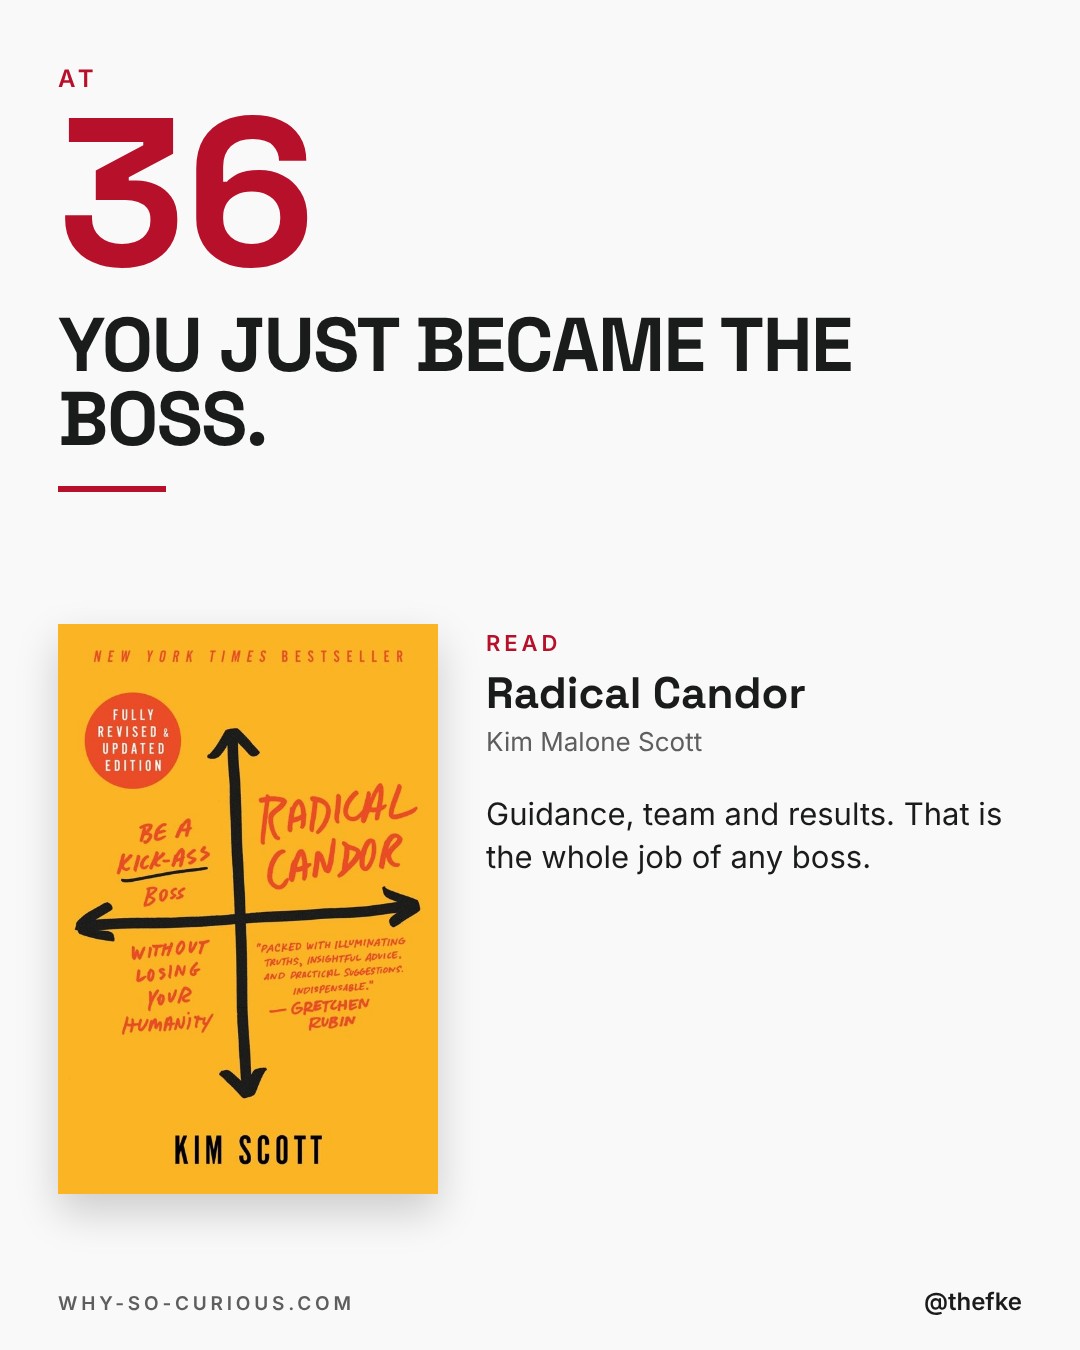 AT
36
YOU JUST BECAME THE
BOSS.
NEW YORK TIMES BESTSELLER
FULLY
REVISED &
UPDATED
EDITION
RADICAL
CANDOR
BE A
KICK-ASS
BOSS
WITHOUT
LOSING
YOUR
HUMANITY
"PACKED WITH ILLUMINATING
TRUTHS, INSIGHTFUL ADVICE,
AND PRACTICAL SUGGESTIONS.
INDISPENSABLE."
— GRETCHEN
RUBIN
KIM SCOTT
READ
Radical Candor
Kim Malone Scott
Guidance, team and results. That is
the whole job of any boss.
WHY-SO-CURIOUS.COM
@thefke